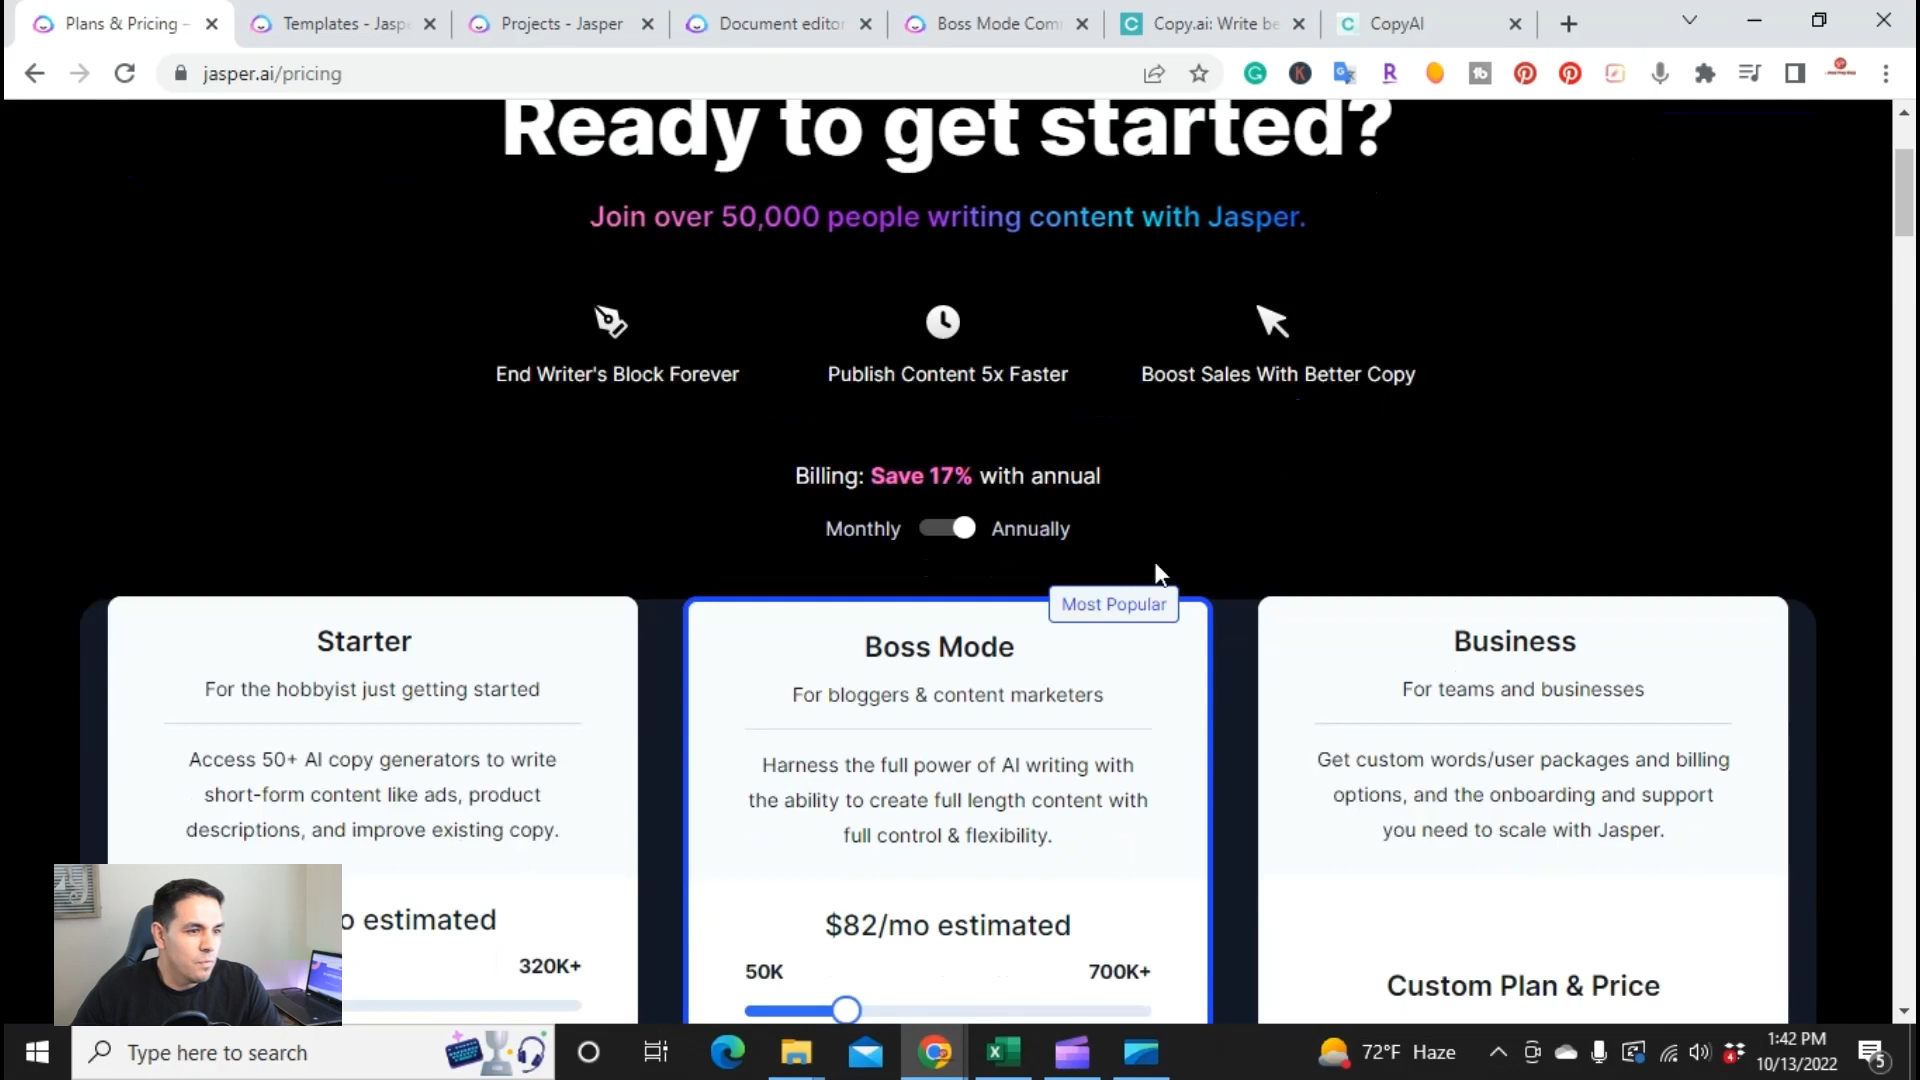 Plans & Pricing –
Templates - Jasp
Projects - Jasper
Document editor
Boss Mode Com
Copy.ai: Write be
CopyAI
jasper.ai/pricing
Ready to get started?
Join over 50,000 people writing content with Jasper.
End Writer's Block Forever
Publish Content 5x Faster
Boost Sales With Better Copy
Billing: Save 17% with annual
Monthly
Annually
Most Popular
Starter
For the hobbyist just getting started
Access 50+ AI copy generators to write
short-form content like ads, product
descriptions, and improve existing copy.
o estimated
320K+
Boss Mode
For bloggers & content marketers
Harness the full power of AI writing with
the ability to create full length content with
full control & flexibility.
$82/mo estimated
50K
700K+
Business
For teams and businesses
Get custom words/user packages and billing
options, and the onboarding and support
you need to scale with Jasper.
Custom Plan & Price
Type here to search
72°F Haze
1:42 PM
10/13/2022
5